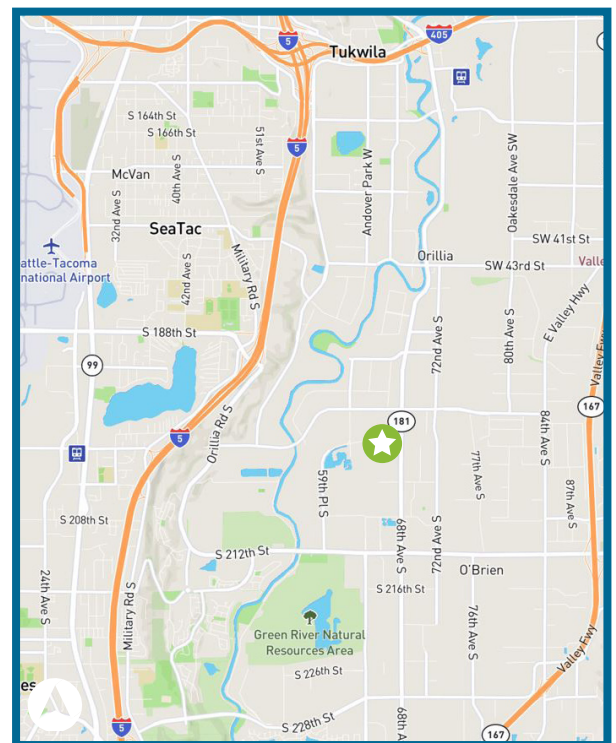 5
Tukwila
405
S 164th St
S 166th St
51st Ave S
5
McVan
40th Ave S
32nd Ave S
Andover Park W
Oakesdale Ave SW
SeaTac
SW 41st St
Orillia
SW 43rd St
Valle
attle-Tacoma
national Airport
42nd Ave S
Military Rd S
S 188th St
72nd Ave S
80th Ave S
E Valley Hwy
Valley Fwy
99
167
181
Orillia Rd S
5
84th Ave S
59th Pl S
77th Ave S
87th Ave S
S 208th St
68th Ave S
72nd Ave S
S 212th St
O'Brien
24th Ave S
Military Rd S
S 216th St
76th Ave S
Green River Natural
Resources Area
Valley Fwy
S 226th St
es
68th A
5
S 228th St
167